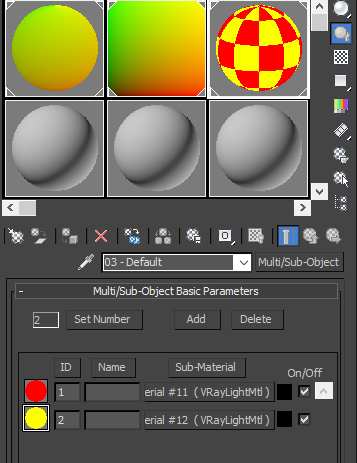 03 - Default
Multi/Sub-Object
- Multi/Sub-Object Basic Parameters
2 Set Number Add Delete
ID Name Sub-Material On/Off
1 erial #11 ( VRayLightMtl )
2 erial #12 ( VRayLightMtl )